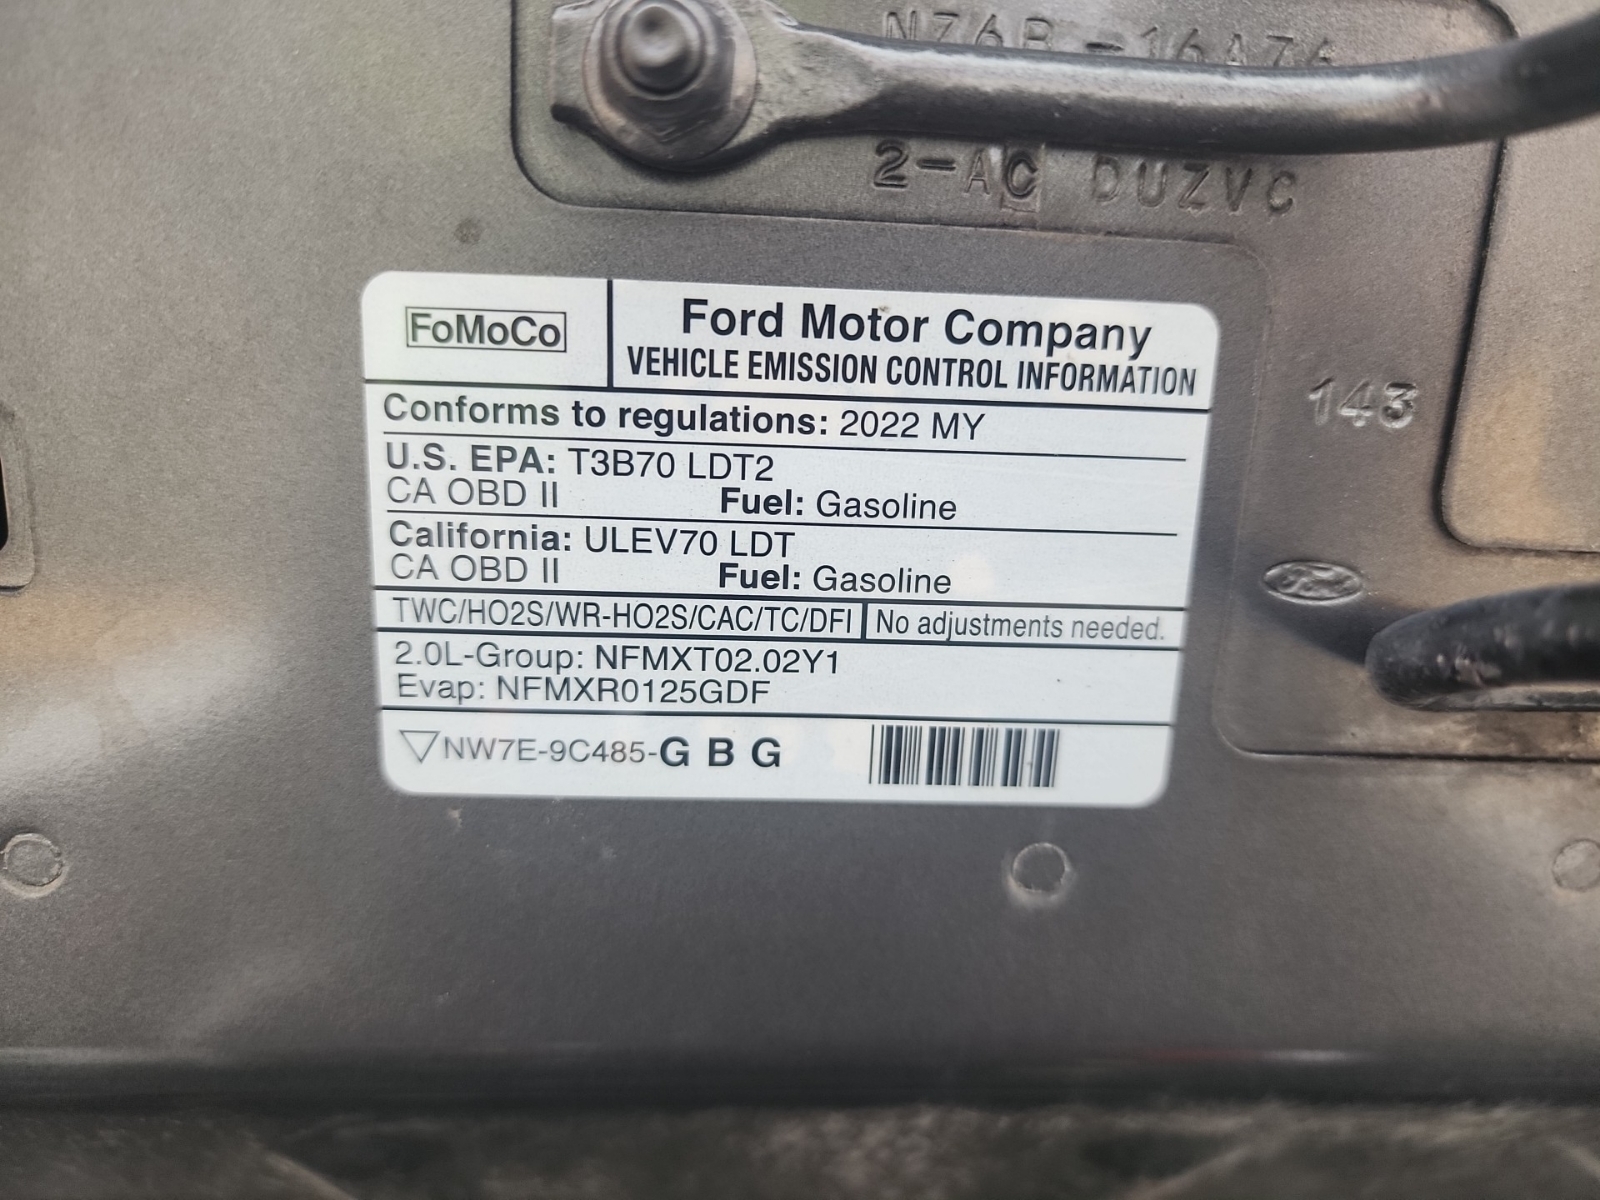 2-AC DUZVC
FoMoCo
Ford Motor Company
VEHICLE EMISSION CONTROL INFORMATION
Conforms to regulations: 2022 MY
U.S. EPA: T3B70 LDT2
CA OBD II Fuel: Gasoline
California: ULEV70 LDT
CA OBD II Fuel: Gasoline
TWC/HO2S/WR-HO2S/CAC/TC/DFI No adjustments needed.
2.0L-Group: NFMXT02.02Y1
Evap: NFMXR0125GDF
▽NW7E-9C485-G B G
143
Ford